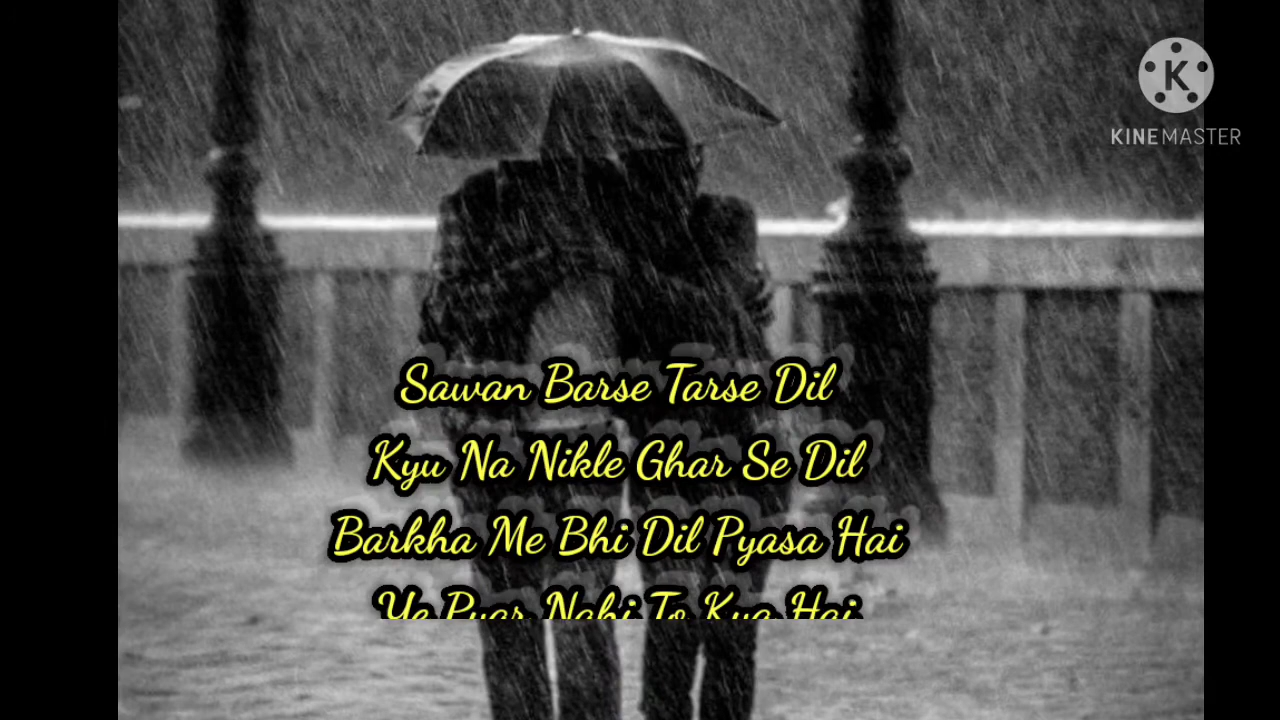 KINEMASTER
Sawan Barse Tarse Dil
Kyu Na Nikle Ghar Se Dil
Barkha Me Bhi Dil Pyasa Hai
Ye Pyar Nahi To Kya Hai